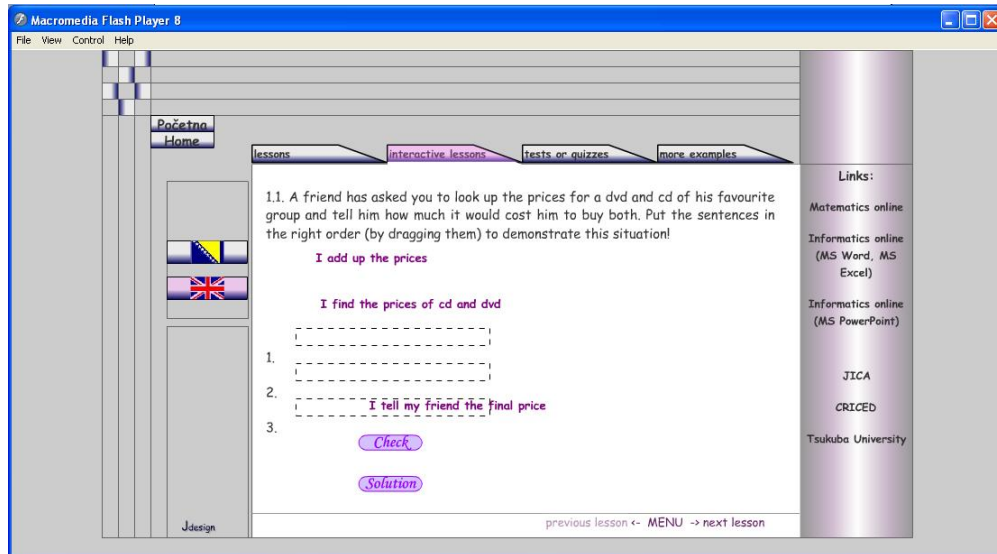 Macromedia Flash Player 8
File View Control Help
Početna
Home
lessons
interactive lessons
tests or quizzes
more examples
1.1. A friend has asked you to look up the prices for a dvd and cd of his favourite
group and tell him how much it would cost him to buy both. Put the sentences in
the right order (by dragging them) to demonstrate this situation!
I add up the prices
I find the prices of cd and dvd
1.
2.
I tell my friend the final price
3.
Check
Solution
previous lesson <- MENU -> next lesson
Jdesign
Links:
Matematics online
Informatics online
(MS Word, MS
Excel)
Informatics online
(MS PowerPoint)
JICA
CRICED
Tsukuba University